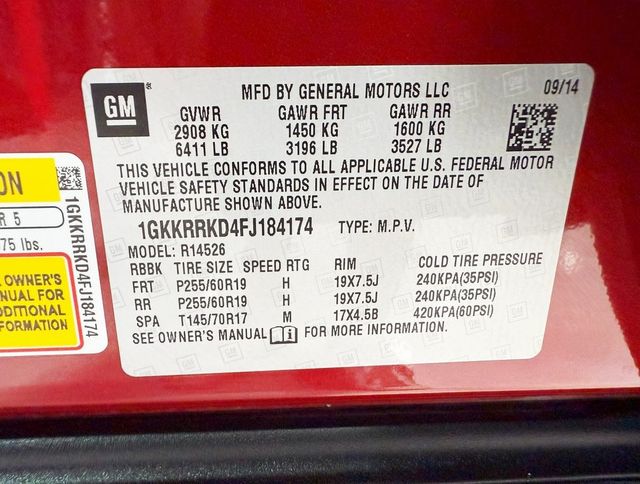 GM
MFD BY GENERAL MOTORS LLC 09/14
GVWR GAWR FRT GAWR RR
2908 KG 1450 KG 1600 KG
6411 LB 3196 LB 3527 LB
THIS VEHICLE CONFORMS TO ALL APPLICABLE U.S. FEDERAL MOTOR
VEHICLE SAFETY STANDARDS IN EFFECT ON THE DATE OF
MANUFACTURE SHOWN ABOVE.
1GKKRRKD4FJ184174 TYPE: M.P.V.
MODEL: R14526
RBBK TIRE SIZE SPEED RTG RIM COLD TIRE PRESSURE
FRT P255/60R19 H 19X7.5J 240KPA(35PSI)
RR P255/60R19 H 19X7.5J 240KPA(35PSI)
SPA T145/70R17 M 17X4.5B 420KPA(60PSI)
SEE OWNER'S MANUAL FOR MORE INFORMATION.
ON
R 5
75 lbs.
OWNER'S
NUAL FOR
DITIONAL
FORMATION
1GKKRRKD4FJ184174